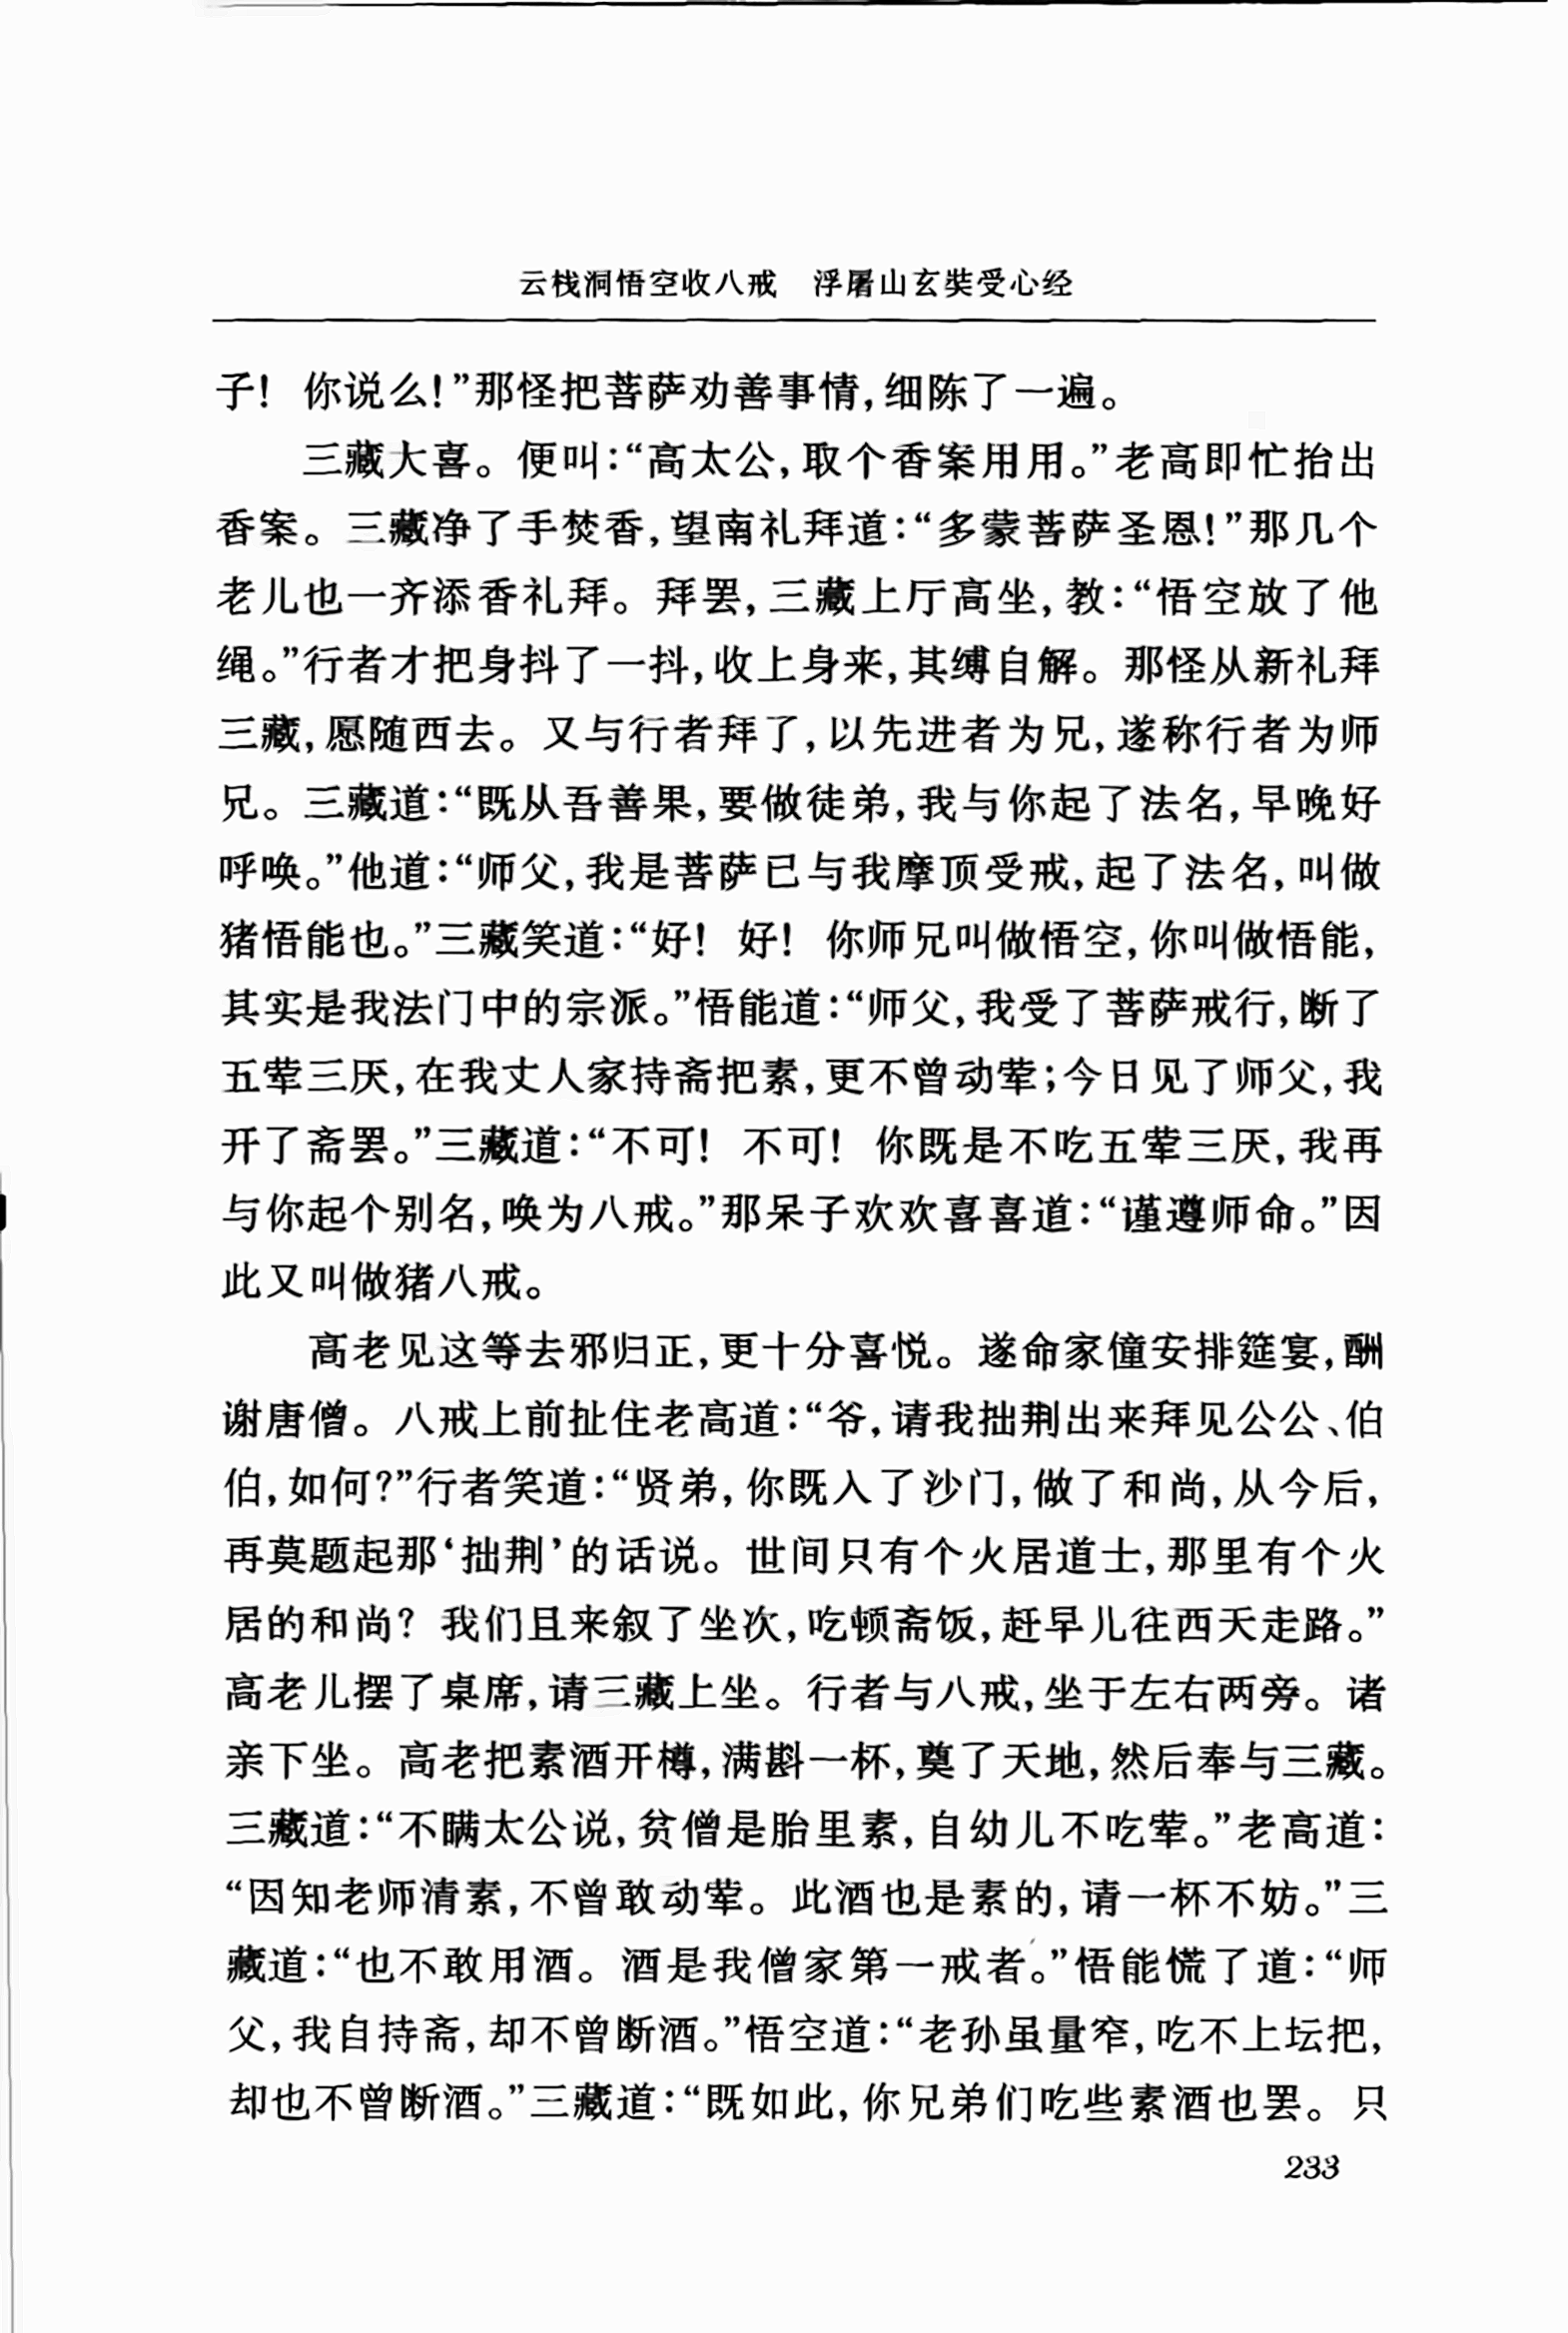 云栈洞悟空收八戒　浮屠山玄奘受心经
子！ 你说么！”那怪把菩萨劝善事情，细陈了一遍。
三藏大喜。便叫：“高太公，取个香案用用。”老高即忙抬出
香案。三藏净了手焚香，望南礼拜道：“多蒙菩萨圣恩！”那几个
老儿也一齐添香礼拜。拜罢，三藏上厅高坐，教：“悟空放了他
绳。”行者才把身抖了一抖，收上身来，其缚自解。那怪从新礼拜
三藏，愿随西去。又与行者拜了，以先进者为兄，遂称行者为师
兄。三藏道：“既从吾善果，要做徒弟，我与你起了法名，早晚好
呼唤。”他道：“师父，我是菩萨已与我摩顶受戒，起了法名，叫做
猪悟能也。”三藏笑道：“好！ 好！ 你师兄叫做悟空，你叫做悟能，
其实是我法门中的宗派。”悟能道：“师父，我受了菩萨戒行，断了
五荤三厌，在我丈人家持斋把素，更不曾动荤；今日见了师父，我
开了斋罢。”三藏道：“不可！ 不可！ 你既是不吃五荤三厌，我再
与你起个别名，唤为八戒。”那呆子欢欢喜喜道：“谨遵师命。”因
此又叫做猪八戒。
高老见这等去邪归正，更十分喜悦。遂命家僮安排筵宴，酬
谢唐僧。八戒上前扯住老高道：“爷，请我拙荆出来拜见公公、伯
伯，如何？”行者笑道：“贤弟，你既入了沙门，做了和尚，从今后，
再莫题起那‘拙荆’的话说。世间只有个火居道士，那里有个火
居的和尚？ 我们且来叙了坐次，吃顿斋饭，赶早儿往西天走路。”
高老儿摆了桌席，请三藏上坐。行者与八戒，坐于左右两旁。诸
亲下坐。高老把素酒开樽，满斟一杯，奠了天地，然后奉与三藏。
三藏道：“不瞒太公说，贫僧是胎里素，自幼儿不吃荤。”老高道：
“因知老师清素，不曾敢动荤。此酒也是素的，请一杯不妨。”三
藏道：“也不敢用酒。酒是我僧家第一戒者。”悟能慌了道：“师
父，我自持斋，却不曾断酒。”悟空道：“老孙虽量窄，吃不上坛把，
却也不曾断酒。”三藏道：“既如此，你兄弟们吃些素酒也罢。只
233